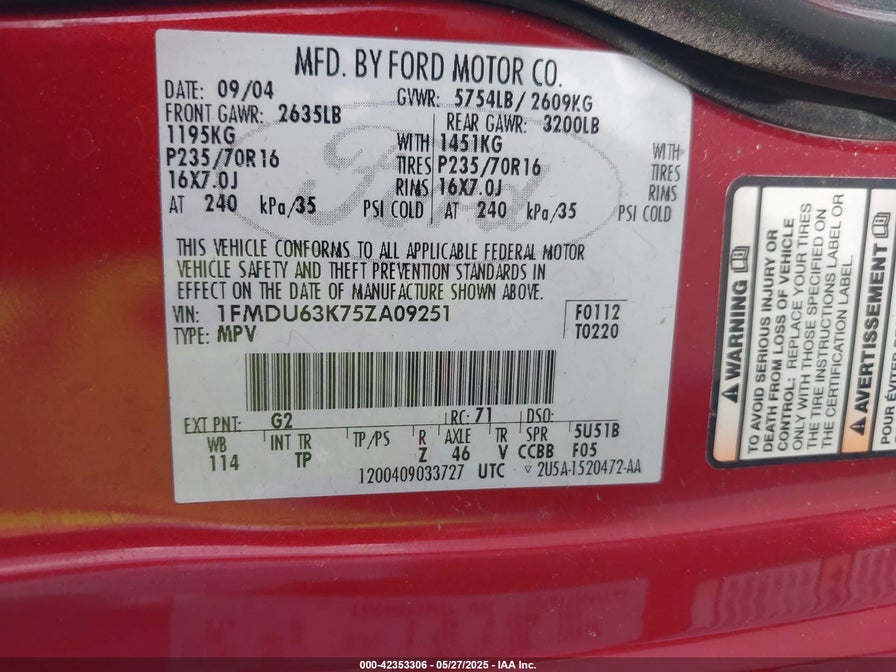 MFD. BY FORD MOTOR CO.
DATE: 09/04 GVWR: 5754LB/ 2609KG
FRONT GAWR: 2635LB REAR GAWR: 3200LB
1195KG WITH 1451KG WITH
P235/70R16 TIRES P235/70R16 TIRES
16X7.0J RIMS 16X7.0J RIMS
AT 240 kPa/35 PSI COLD AT 240 kPa/35 PSI COLD
Ford
THIS VEHICLE CONFORMS TO ALL APPLICABLE FEDERAL MOTOR
VEHICLE SAFETY AND THEFT PREVENTION STANDARDS IN
EFFECT ON THE DATE OF MANUFACTURE SHOWN ABOVE.
VIN: 1FMDU63K75ZA09251 F0112
TYPE: MPV T0220
EXT PNT: G2 RC: 71 DSO:
WB INT TR TP/PS R AXLE TR SPR 5U51B
114 TP Z 46 V CCBB F05
1200409033727 UTC ▽ 2U5A-1520472-AA
WARNING
TO AVOID SERIOUS INJURY OR
DEATH FROM LOSS OF VEHICLE
CONTROL: REPLACE YOUR TIRES
ONLY WITH THOSE SPECIFIED ON
THE TIRE INSTRUCTIONS LABEL OR
THE CERTIFICATION LABEL.
AVERTISSEMENT
POUR ÉVITER
000-42353306 - 05/27/2025 - IAA Inc.